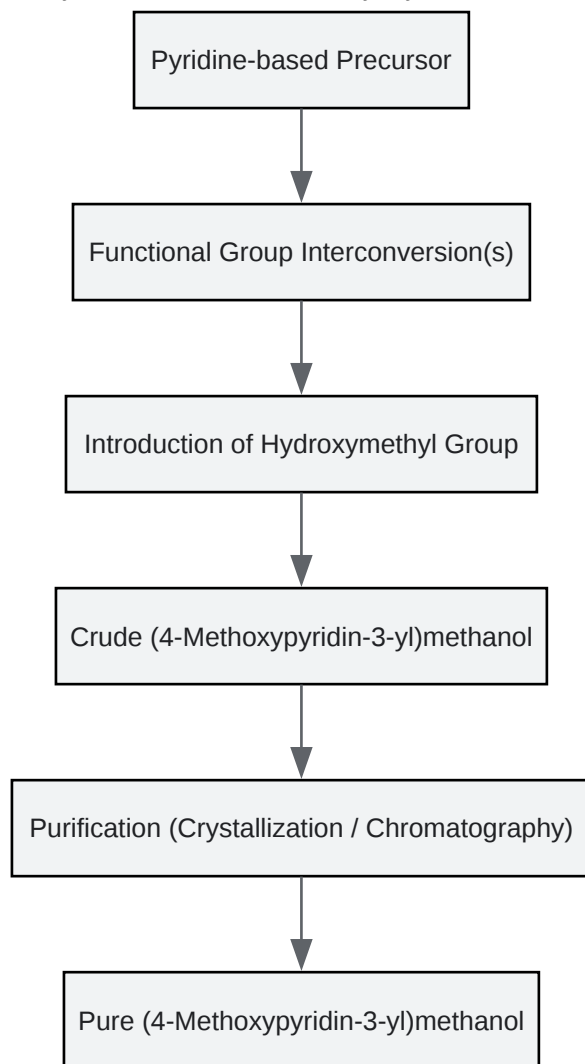 Pyridine-based Precursor
Functional Group Interconversion(s)
Introduction of Hydroxymethyl Group
Crude (4-Methoxypyridin-3-yl)methanol
Purification (Crystallization / Chromatography)
Pure (4-Methoxypyridin-3-yl)methanol